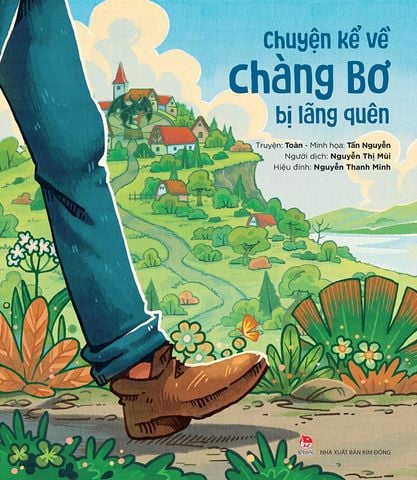 Chuyện kể về
chàng Bơ
bị lãng quên
Truyện: Toàn - Minh họa: Tấn Nguyễn
Người dịch: Nguyễn Thị Mùi
Hiệu đính: Nguyễn Thanh Minh
NHÀ XUẤT BẢN KIM ĐỒNG